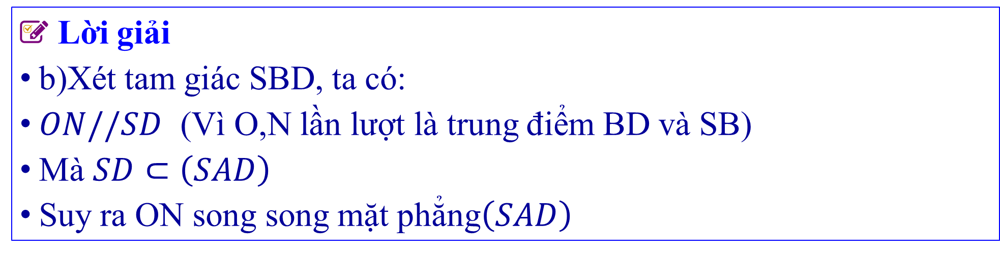 Lời giải
• b)Xét tam giác SBD, ta có:
• ON//SD (Vì O,N lần lượt là trung điểm BD và SB)
• Mà SD ⊂ (SAD)
• Suy ra ON song song mặt phẳng(SAD)